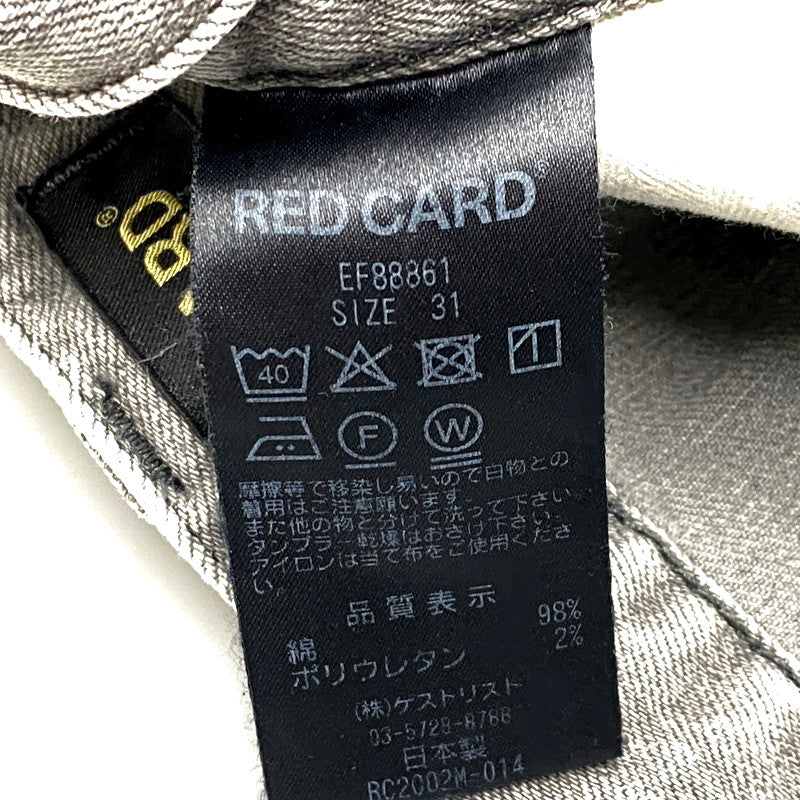 RED CARD®
EF88861
SIZE 31
40
F
W
摩擦等で移染し易いので白物との
着用はご注意願います。
また他の物と分けて洗って下さい。
タンブラー乾燥はおさけ下さい。
アイロンは当て布をご使用くださ
い。
品質表示
綿 98%
ポリウレタン 2%
(株)ゲストリスト
03-5728-8788
日本製
RC2002M-014
RD®